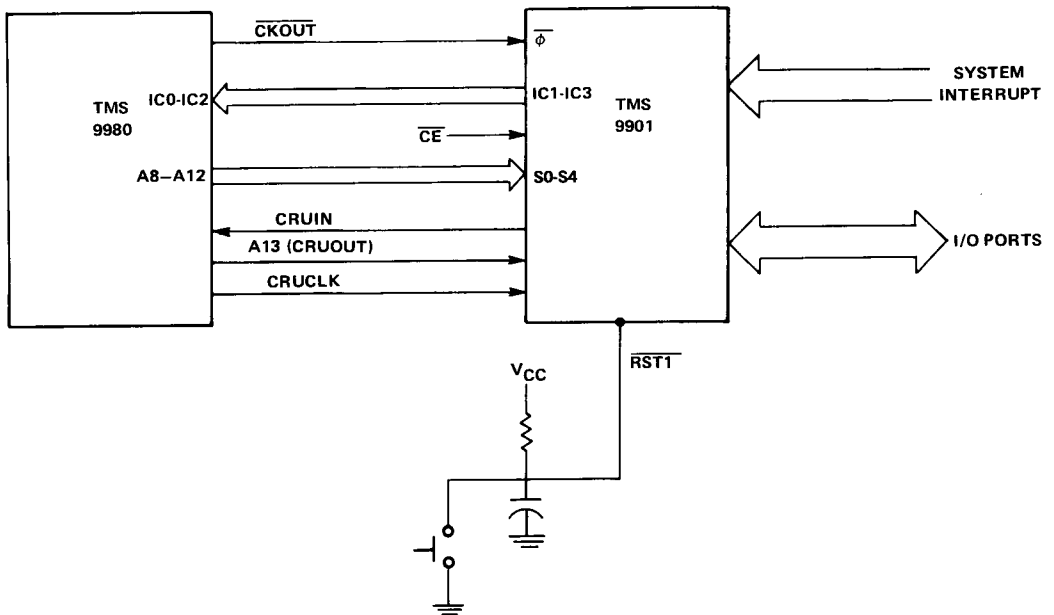 CKOUT
φ
IC0-IC2
TMS
9980
IC1-IC3
TMS
9901
SYSTEM
INTERRUPT
CE
A8–A12
S0-S4
CRUIN
A13 (CRUOUT)
CRUCLK
I/O PORTS
RST1
VCC